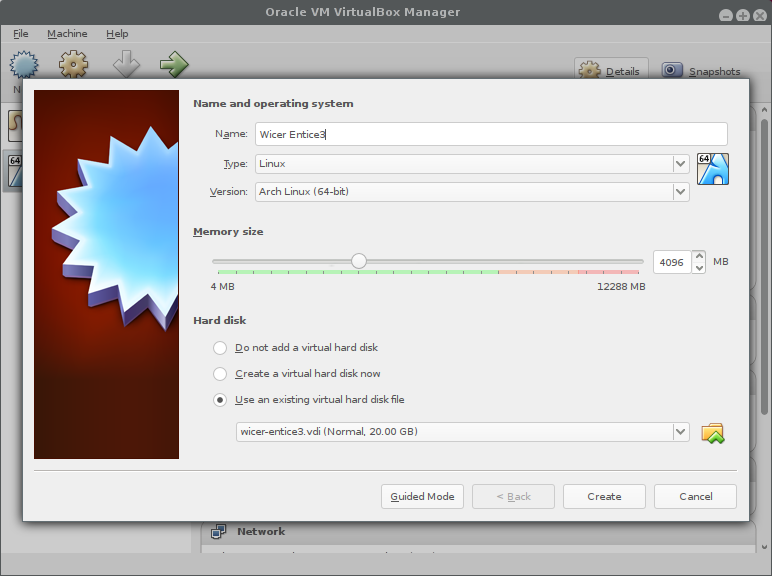 Oracle VM VirtualBox Manager
File Machine Help
Details Snapshots
N
64
Name and operating system
Name: Wicer Entice3
Type: Linux
64
Version: Arch Linux (64-bit)
Memory size
4096 MB
4 MB 12288 MB
Hard disk
Do not add a virtual hard disk
Create a virtual hard disk now
Use an existing virtual hard disk file
wicer-entice3.vdi (Normal, 20.00 GB)
Guided Mode < Back Create Cancel
Network